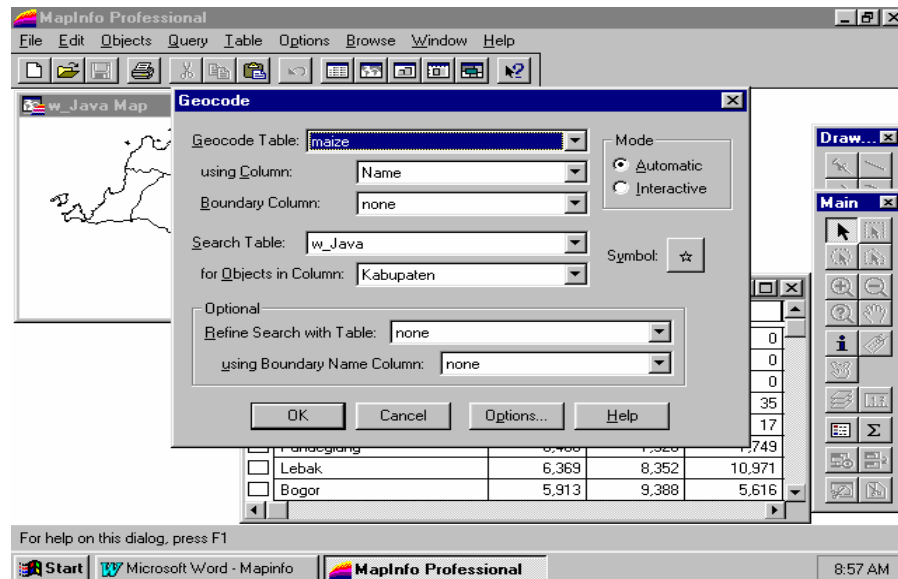 MapInfo Professional
File Edit Objects Query Table Options Browse Window Help
w_Java Map
Geocode
Geocode Table: maize
using Column: Name
Boundary Column: none
Mode
Automatic
Interactive
Search Table: w_Java
for Objects in Column: Kabupaten
Symbol:
Optional
Refine Search with Table: none
using Boundary Name Column: none
OK Cancel Options... Help
Draw...
Main
0
0
0
35
17
Lebak 6,369 8,352 10,971
Bogor 5,913 9,388 5,616
For help on this dialog, press F1
Start Microsoft Word - Mapinfo MapInfo Professional 8:57 AM